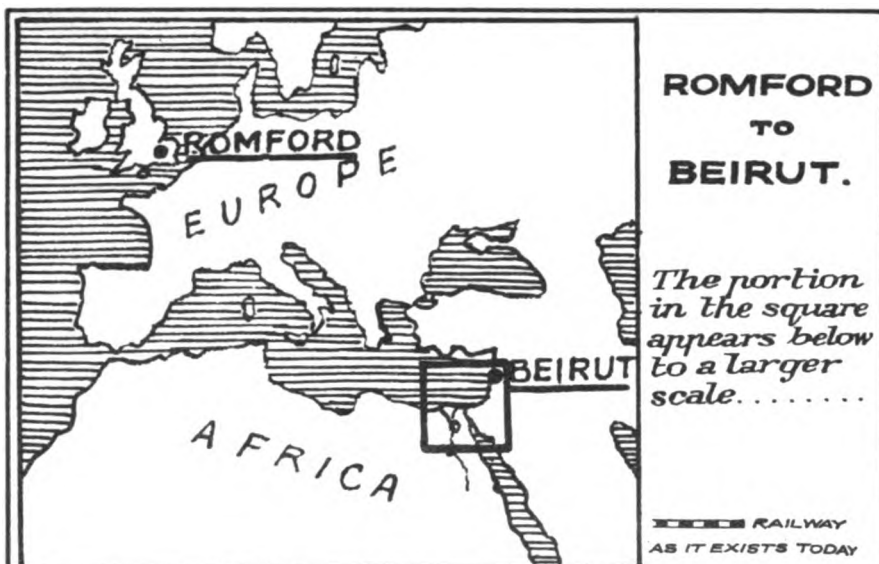 ROMFORD
TO
BEIRUT.
ROMFORD
EUROPE
The portion
in the square
appears below
to a larger
scale........
BEIRUT
AFRICA
RAILWAY
AS IT EXISTS TODAY